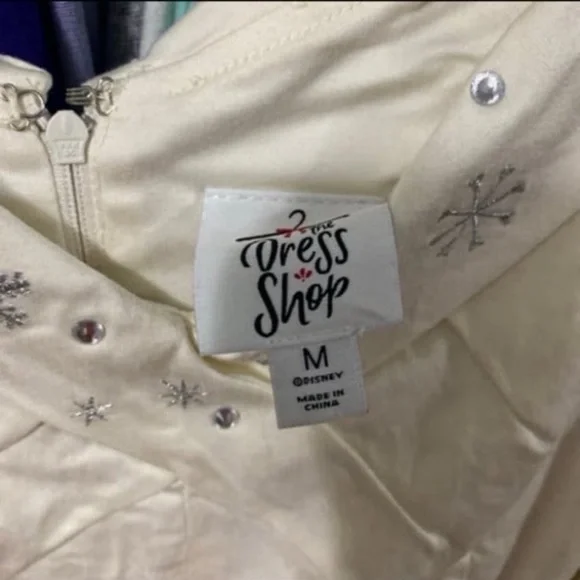 The
Dress
Shop
M
©DISNEY
MADE IN
CHINA